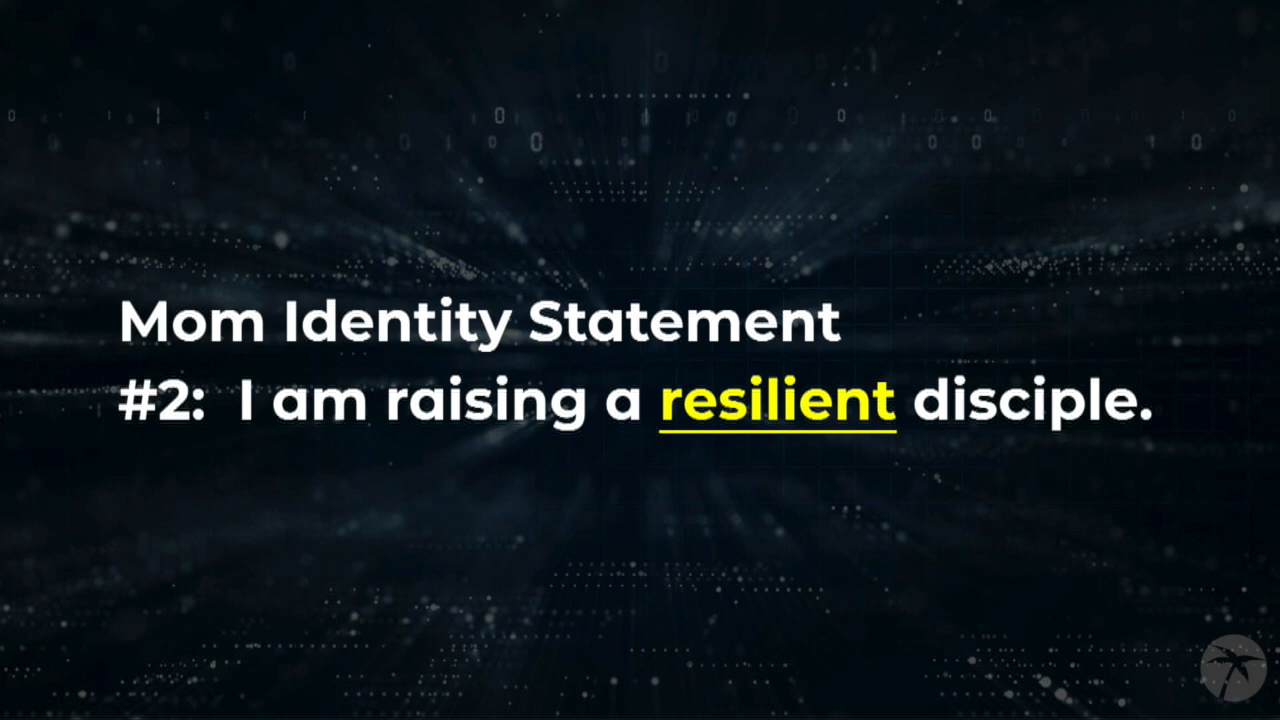 Mom Identity Statement
#2: I am raising a resilient disciple.